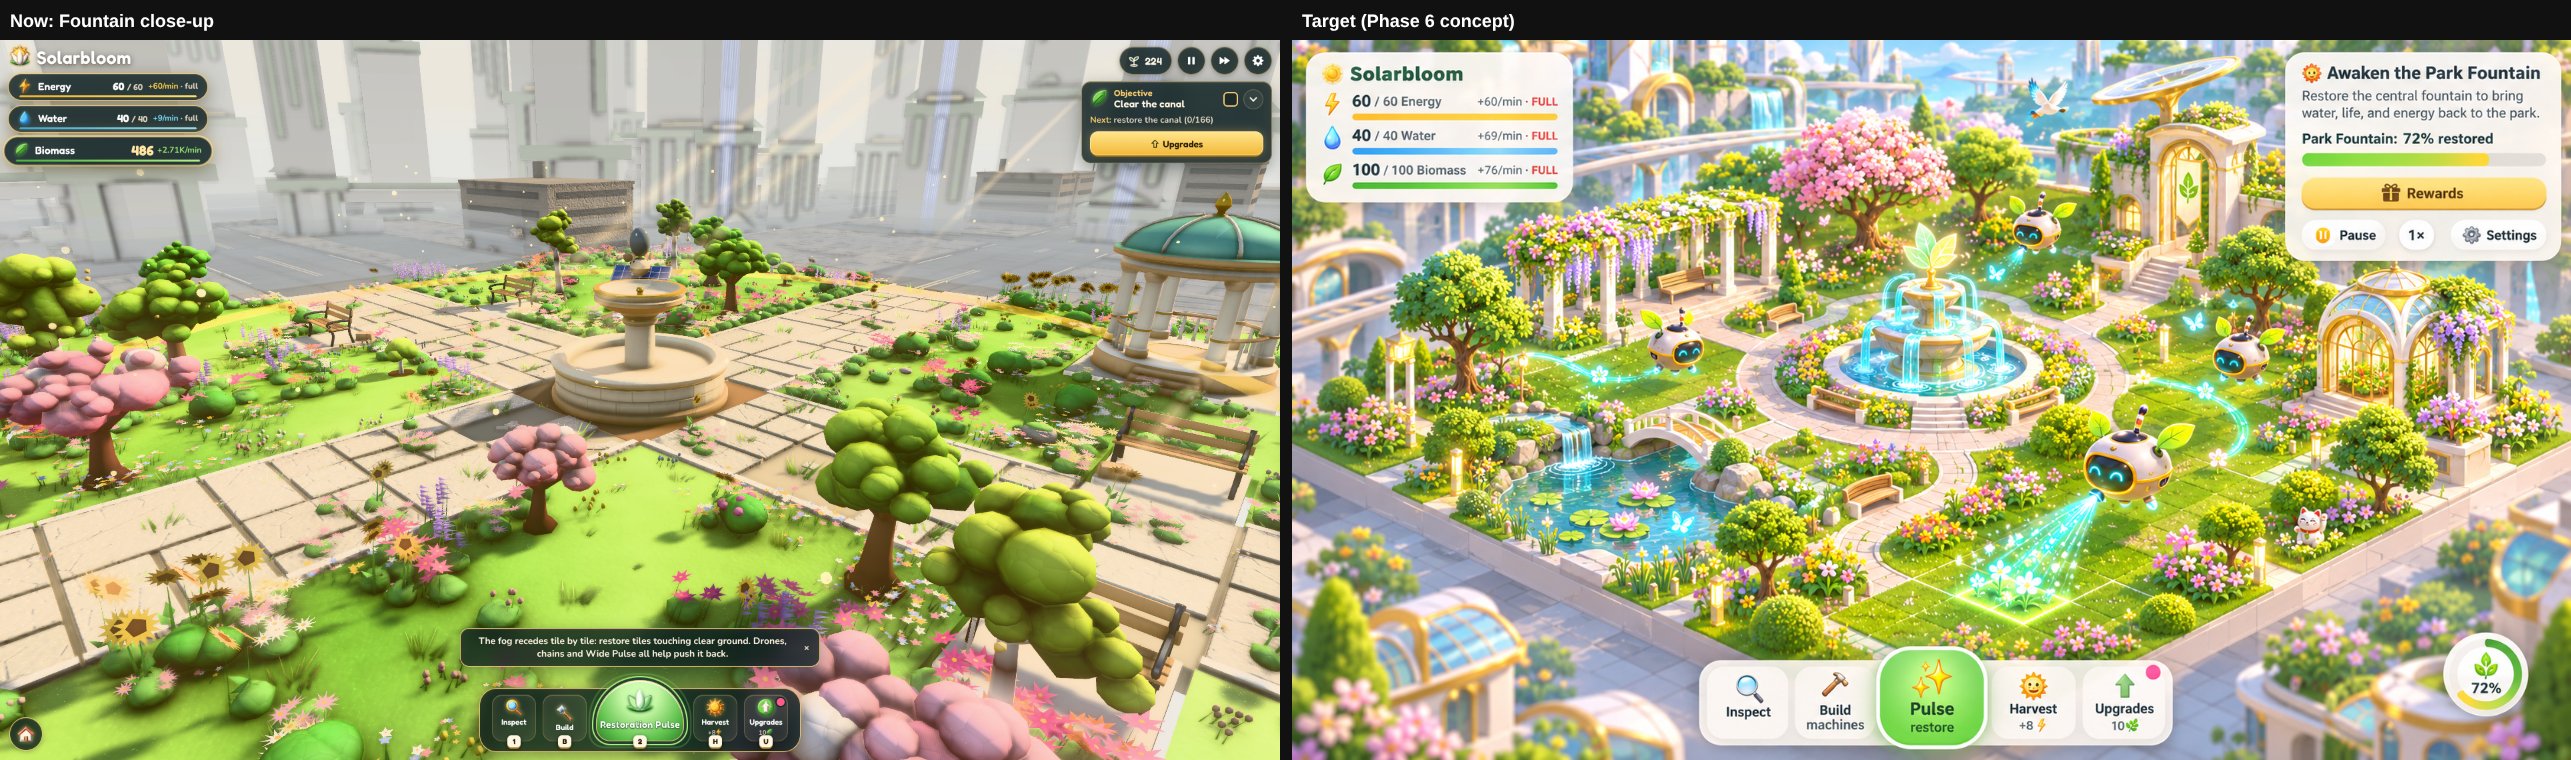 Now: Fountain close-up
Solarbloom
Energy 60 / 60 +60/min · full
Water 40 / 40 +9/min · full
Biomass 486 +2.71K/min
224
Objective
Clear the canal
Next: restore the canal (0/166)
Upgrades
The fog recedes tile by tile: restore tiles touching clear ground. Drones,
chains and Wide Pulse all help push it back.
×
Inspect
Build
Restoration Pulse
Harvest
Upgrades
+8
10
1
B
2
H
U
Target (Phase 6 concept)
Solarbloom
60 / 60 Energy +60/min · FULL
40 / 40 Water +69/min · FULL
100 / 100 Biomass +76/min · FULL
Awaken the Park Fountain
Restore the central fountain to bring
water, life, and energy back to the park.
Park Fountain: 72% restored
Rewards
Pause
1×
Settings
Inspect
Build
machines
Pulse
restore
Harvest
+8
Upgrades
10
72%